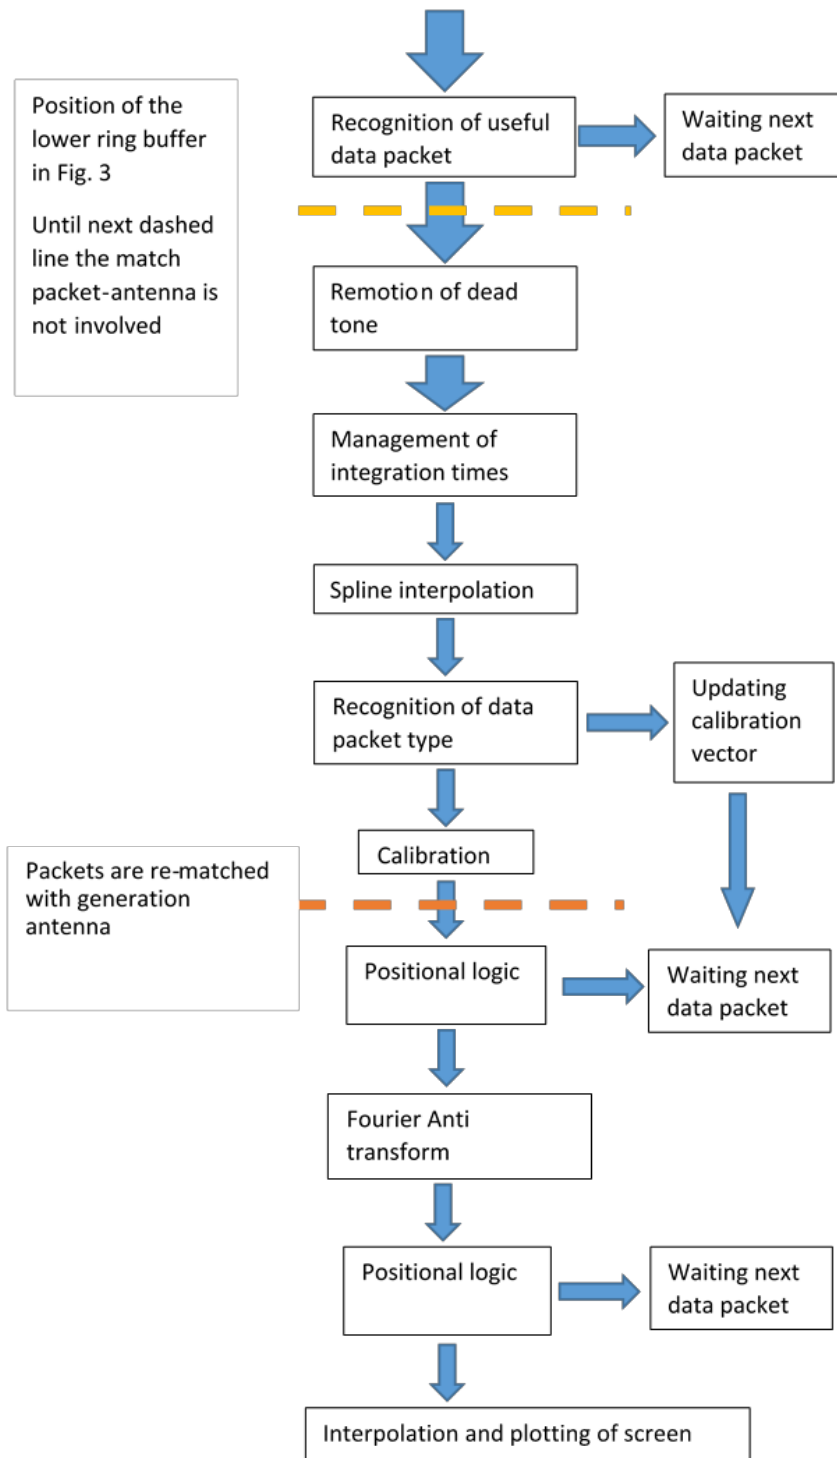 Position of the
lower ring buffer
in Fig. 3
Until next dashed
line the match
packet-antenna is
not involved
Recognition of useful
data packet
Waiting next
data packet
Remotion of dead
tone
Management of
integration times
Spline interpolation
Recognition of data
packet type
Updating
calibration
vector
Calibration
Packets are re-matched
with generation
antenna
Positional logic
Waiting next
data packet
Fourier Anti
transform
Positional logic
Waiting next
data packet
Interpolation and plotting of screen